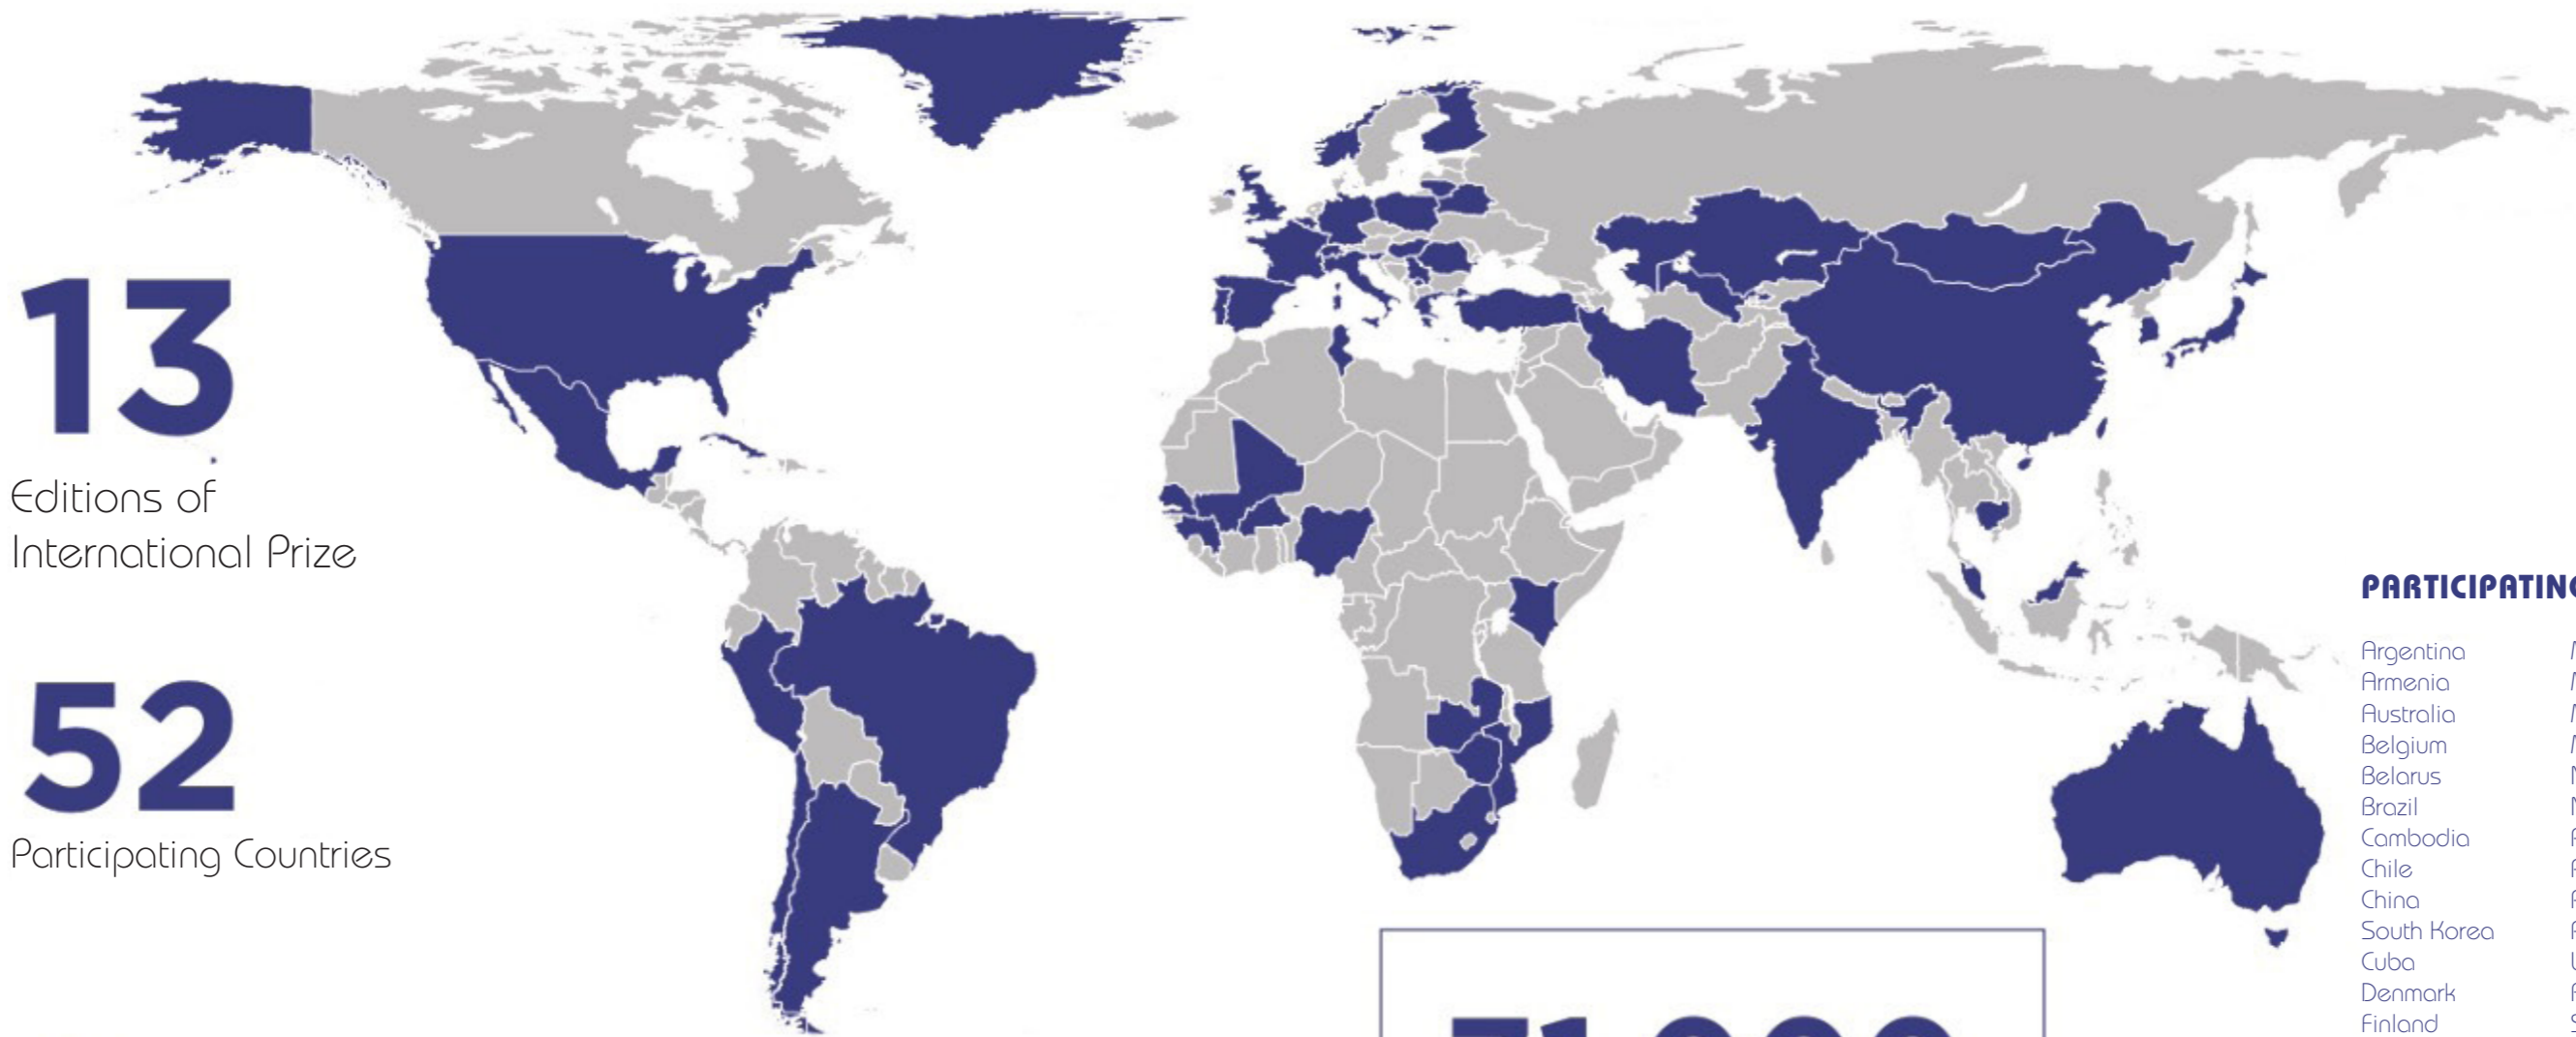 13
Editions of
International Prize
52
Participating Countries
PARTICIPATING
Argentina
Armenia
Australia
Belgium
Belarus
Brazil
Cambodia
Chile
China
South Korea
Cuba
Denmark
Finland